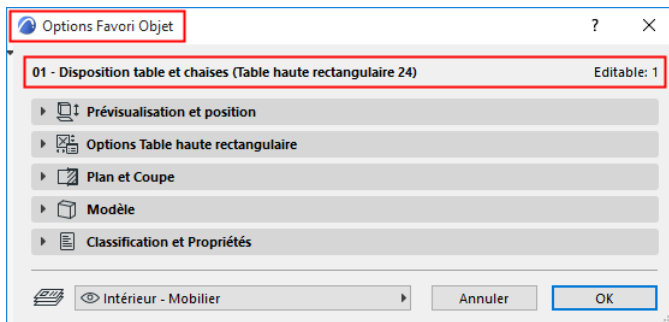 Options Favori Objet ?
01 - Disposition table et chaises (Table haute rectangulaire 24) Editable: 1
Prévisualisation et position
Options Table haute rectangulaire
Plan et Coupe
Modèle
Classification et Propriétés
Intérieur - Mobilier Annuler OK